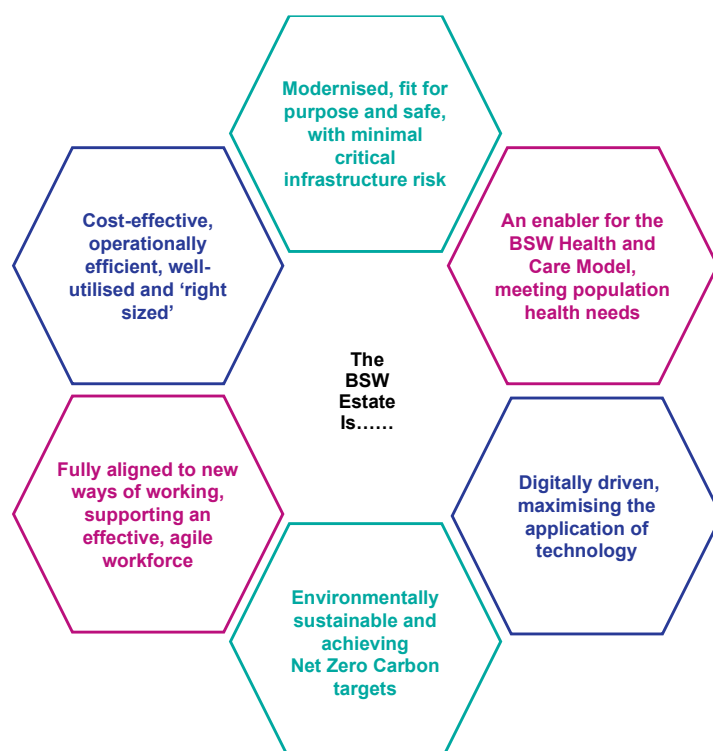 Modernised, fit for
purpose and safe,
with minimal
critical
infrastructure risk
Cost-effective,
operationally
efficient, well-
utilised and ‘right
sized’
An enabler for the
BSW Health and
Care Model,
meeting population
health needs
The
BSW
Estate
Is……
Fully aligned to new
ways of working,
supporting an
effective, agile
workforce
Digitally driven,
maximising the
application of
technology
Environmentally
sustainable and
achieving
Net Zero Carbon
targets